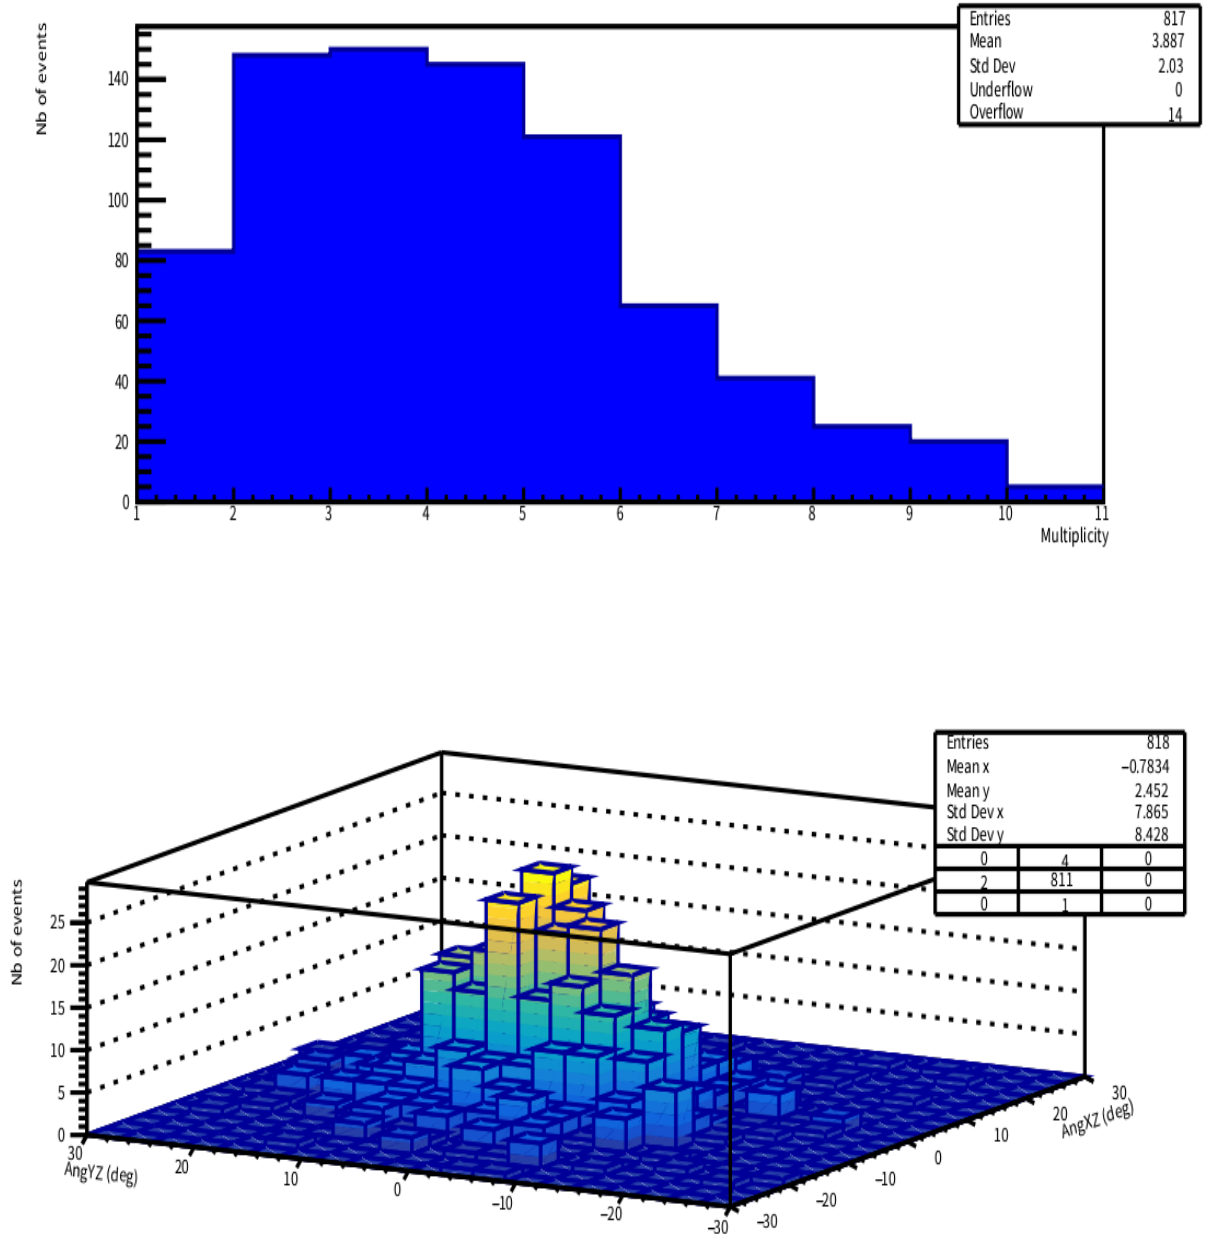 Nb of events
Entries 817
Mean 3.887
Std Dev 2.03
Underflow 0
Overflow 14
140
120
100
80
60
40
20
0
1 2 3 4 5 6 7 8 9 10 11
Multiplicity
Nb of events
Entries 818
Mean x −0.7834
Mean y 2.452
Std Dev x 7.865
Std Dev y 8.428
0 4 0
2 811 0
0 1 0
25
20
15
10
5
0
30 20 10 0 −10 −20 −30
AngYZ (deg)
−30 −20 −10 0 10 20 30
AngXZ (deg)